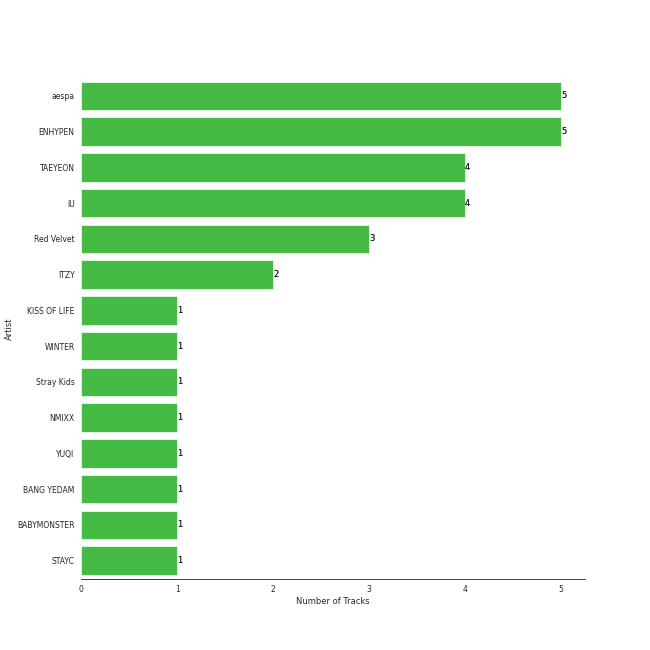 aespa 5
ENHYPEN 5
TAEYEON 4
IU 4
Red Velvet 3
ITZY 2
KISS OF LIFE 1
WINTER 1
Stray Kids 1
NMIXX 1
YUQI 1
BANG YEDAM 1
BABYMONSTER 1
STAYC 1
Artist
0 1 2 3 4 5
Number of Tracks